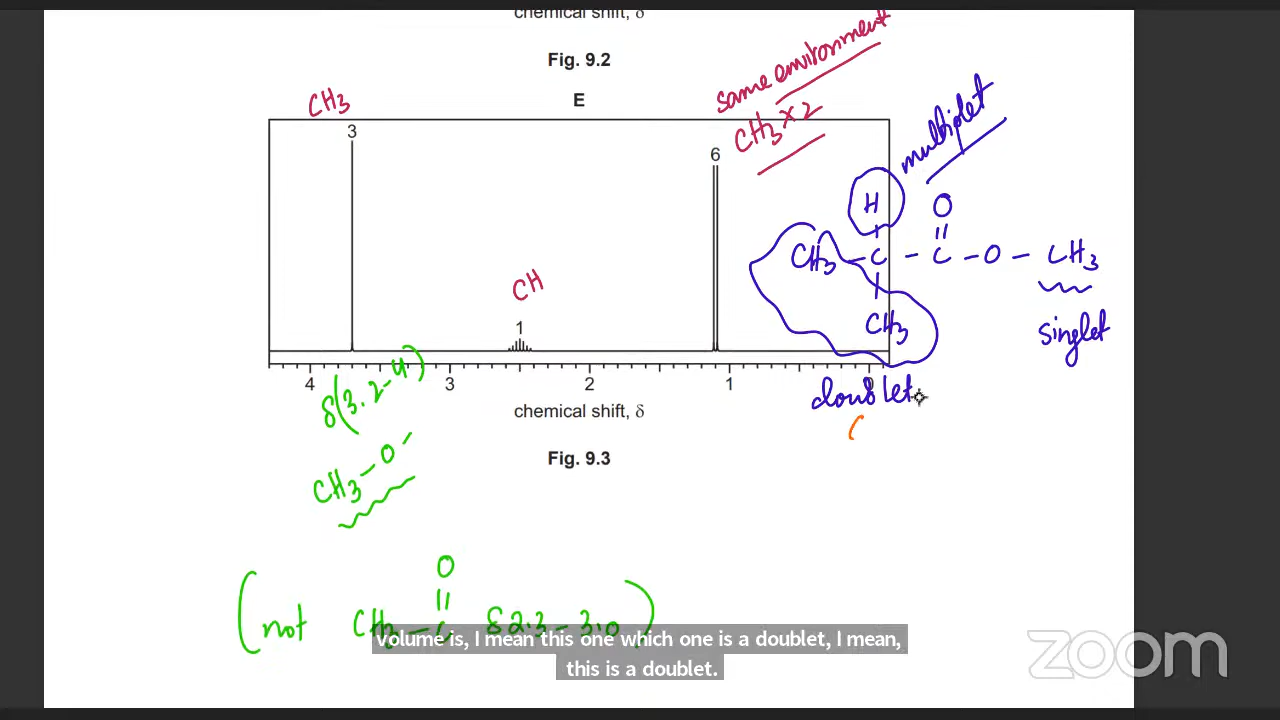 chemical shift, δ
Fig. 9.2
E
same environment
CH3 × 2
CH3
3
6
multiplet
H
O
CH3 – C – C – O – CH3
CH3
singlet
doublet
(
CH
1
4 3 2 1 0
chemical shift, δ
Fig. 9.3
δ(3.2-4)
CH3 – O
O
(not CH3 – C δ2.3 – 3.0)
volume is, I mean this one which one is a doublet, I mean,
this is a doublet.
zoom